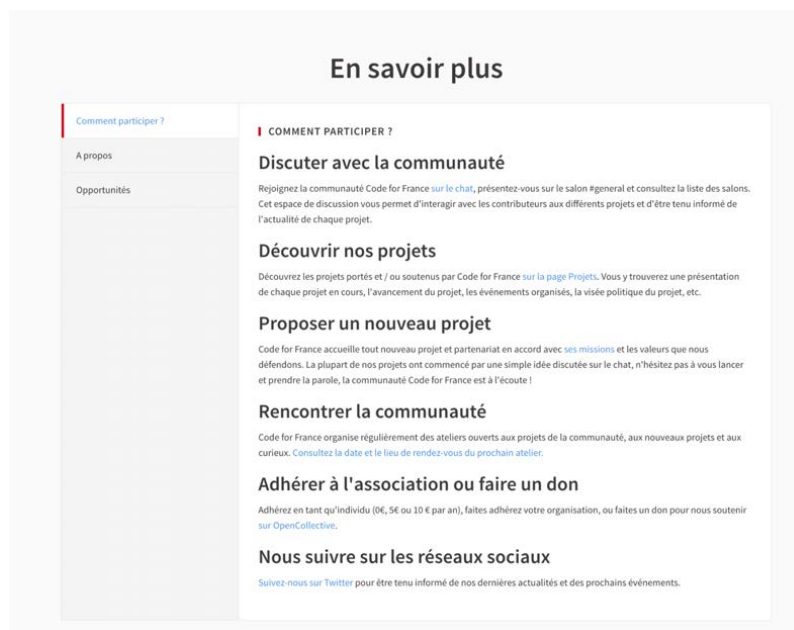 En savoir plus
Comment participer ?
A propos
Opportunités
COMMENT PARTICIPER ?
Discuter avec la communauté
Rejoignez la communauté Code for France sur le chat, présentez-vous sur le salon #general et consultez la liste des salons.
Cet espace de discussion vous permet d'interagir avec les contributeurs aux différents projets et d'être tenu informé de
l'actualité de chaque projet.
Découvrir nos projets
Découvrez les projets portés et / ou soutenus par Code for France sur la page Projets. Vous y trouverez une présentation
de chaque projet en cours, l'avancement du projet, les événements organisés, la visée politique du projet, etc.
Proposer un nouveau projet
Code for France accueille tout nouveau projet et partenariat en accord avec ses missions et les valeurs que nous
défendons. La plupart de nos projets ont commencé par une simple idée discutée sur le chat, n'hésitez pas à vous lancer
et prendre la parole, la communauté Code for France est à l'écoute !
Rencontrer la communauté
Code for France organise régulièrement des ateliers ouverts aux projets de la communauté, aux nouveaux projets et aux
curieux. Consultez la date et le lieu de rendez-vous du prochain atelier.
Adhérer à l'association ou faire un don
Adhérez en tant qu'individu (0€, 5€ ou 10 € par an), faites adhérez votre organisation, ou faites un don pour nous soutenir
sur OpenCollective.
Nous suivre sur les réseaux sociaux
Suivez-nous sur Twitter pour être tenu informé de nos dernières actualités et des prochains événements.